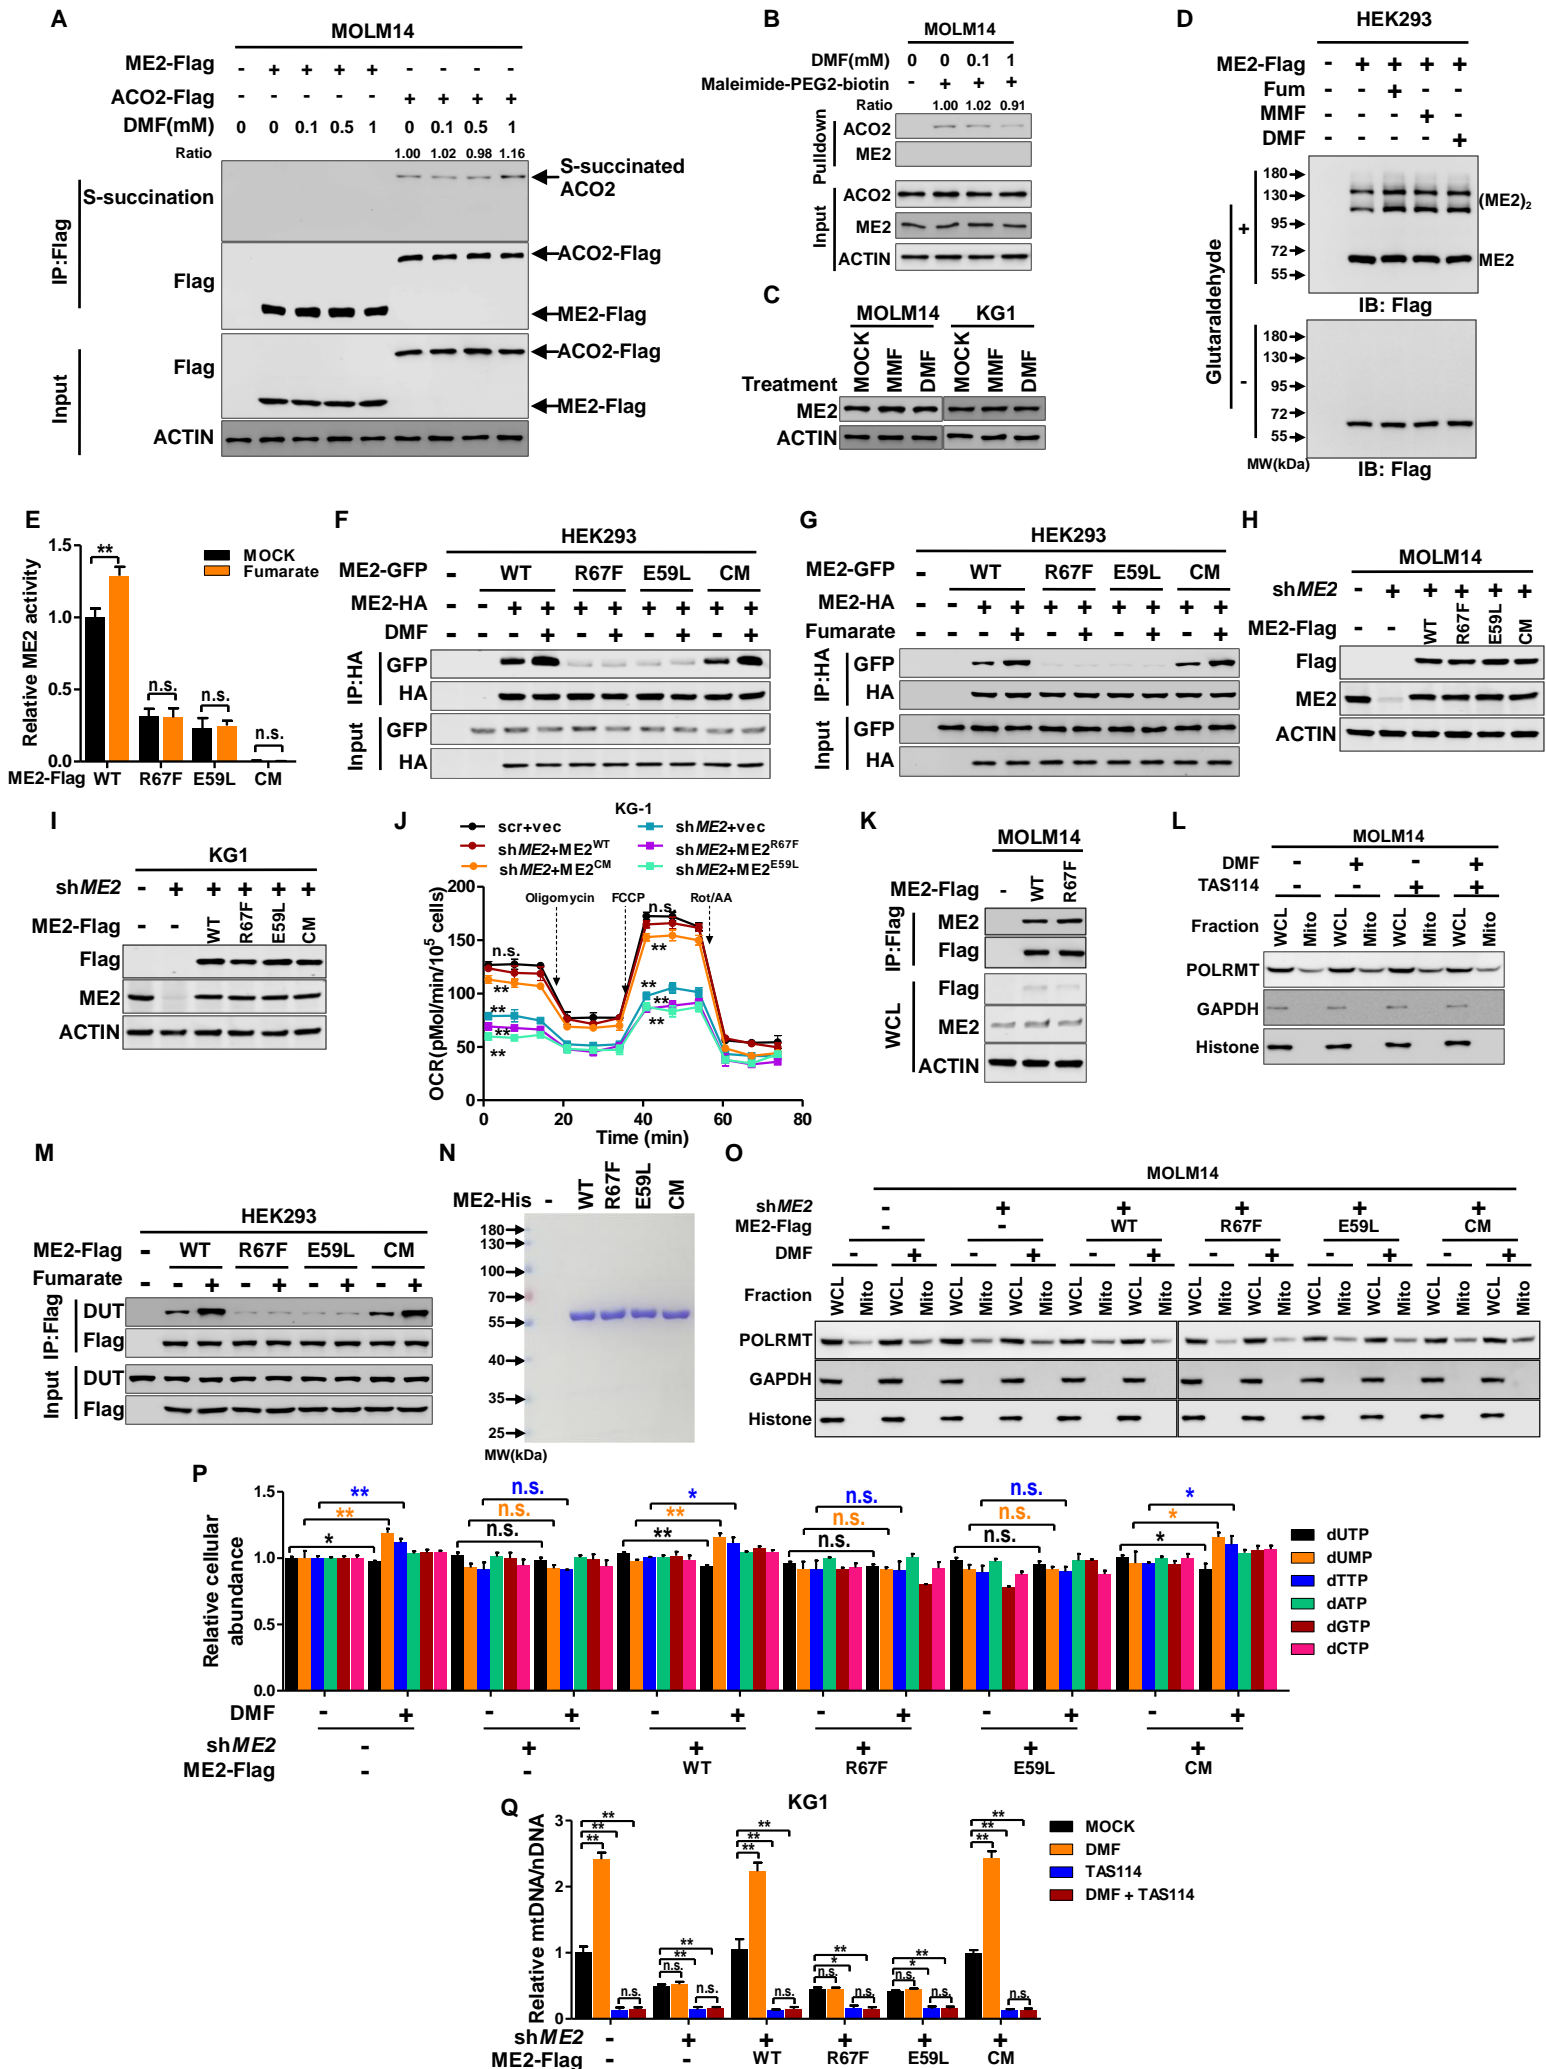 A
MOLM14
ME2-Flag - + + + + - - - -
ACO2-Flag - - - - - + + + +
DMF(mM) 0 0 0.1 0.5 1 0 0.1 0.5 1
Ratio 1.00 1.02 0.98 1.16
IP:Flag
S-succination
S-succinated
ACO2
Flag
ACO2-Flag
ME2-Flag
Input
Flag
ACO2-Flag
ME2-Flag
ACTIN
B
MOLM14
DMF(mM) 0 0 0.1 1
Maleimide-PEG2-biotin - + + +
Ratio 1.00 1.02 0.91
Pulldown
ACO2
ME2
Input
ACO2
ME2
ACTIN
C
MOLM14 KG1
Treatment MOCK MMF DMF MOCK MMF DMF
ME2
ACTIN
D
HEK293
ME2-Flag - + + + +
Fum - - + - -
MMF - - - + -
DMF - - - - +
Glutaraldehyde
+
180
130
95
72
55
(ME2)2
ME2
IB: Flag
-
180
130
95
72
55
MW(kDa)
IB: Flag
E
Relative ME2 activity
1.5
1.0
0.5
0.0
** n.s. n.s. n.s.
MOCK
Fumarate
ME2-Flag WT R67F E59L CM
F
HEK293
ME2-GFP - WT R67F E59L CM
ME2-HA - - + + + + + + + +
DMF - - - + - + - + - +
IP:HA
GFP
HA
Input
GFP
HA
G
HEK293
ME2-GFP - WT R67F E59L CM
ME2-HA - - + + + + + + + +
Fumarate - - - + - + - + - +
IP:HA
GFP
HA
Input
GFP
HA
H
MOLM14
shME2 - + + + + +
ME2-Flag - - WT R67F E59L CM
Flag
ME2
ACTIN
I
KG1
shME2 - + + + + +
ME2-Flag - - WT R67F E59L CM
Flag
ME2
ACTIN
J
KG-1
scr+vec shME2+vec
shME2+ME2WT shME2+ME2R67F
shME2+ME2CM shME2+ME2E59L
OCR(pMol/min/10⁵ cells)
200
150
100
50
0
Oligomycin FCCP Rot/AA
n.s. ** ** ** **
n.s. ** ** ** **
0 20 40 60 80
Time (min)
K
MOLM14
ME2-Flag - WT R67F
IP:Flag
ME2
Flag
WCL
Flag
ME2
ACTIN
L
MOLM14
DMF - + - +
TAS114 - - + +
Fraction WCL Mito WCL Mito WCL Mito WCL Mito
POLRMT
GAPDH
Histone
M
HEK293
ME2-Flag - WT R67F E59L CM
Fumarate - - + - + - + - +
IP:Flag
DUT
Flag
Input
DUT
Flag
N
ME2-His - WT R67F E59L CM
180
130
100
70
55
40
35
25
MW(kDa)
O
MOLM14
shME2 - + + + + +
ME2-Flag - - WT R67F E59L CM
DMF - + - + - + - + - + - +
Fraction WCL Mito WCL Mito WCL Mito WCL Mito WCL Mito WCL Mito WCL Mito WCL Mito WCL Mito WCL Mito WCL Mito WCL Mito
POLRMT
GAPDH
Histone
P
Relative cellular
abundance
1.5
1.0
0.5
0.0
** n.s. * n.s. n.s. *
** n.s. ** n.s. n.s. *
* n.s. ** n.s. n.s. *
dUTP
dUMP
dTTP
dATP
dGTP
dCTP
DMF - + - + - + - + - + - +
shME2 - + + + + +
ME2-Flag - - WT R67F E59L CM
Q
KG1
Relative mtDNA/nDNA
3
2
1
0
** ** ** ** ** **
** ** ** * * **
** n.s. ** n.s. n.s. **
n.s. n.s. n.s. n.s. n.s. n.s.
MOCK
DMF
TAS114
DMF + TAS114
shME2 - + + + + +
ME2-Flag - - WT R67F E59L CM